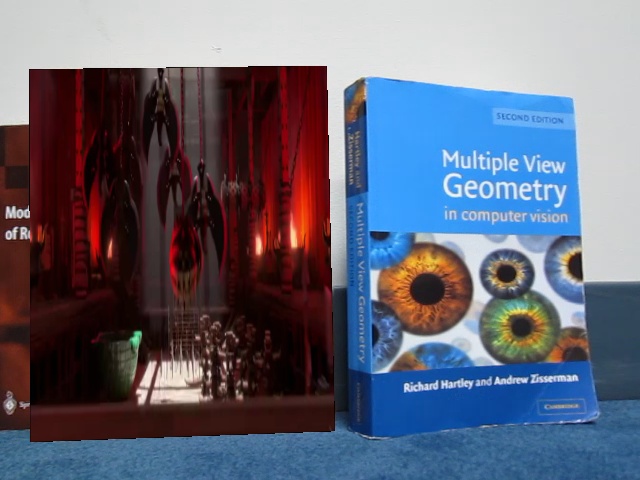 Mod
of Ro
Hartley and
Zisserman
Multiple View Geometry
SECOND EDITION
Multiple View
Geometry
in computer vision
Richard Hartley and Andrew Zisserman
CAMBRIDGE